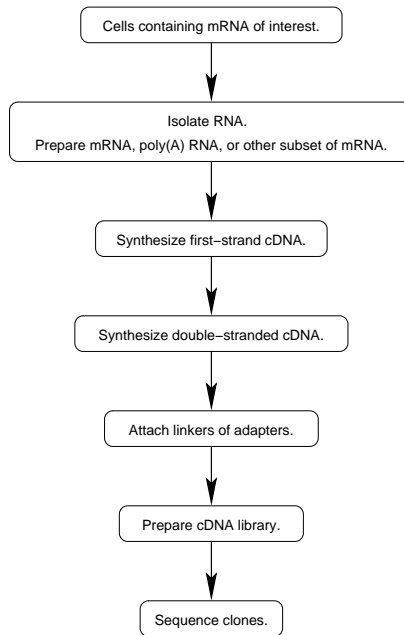 Cells containing mRNA of interest.
Isolate RNA.
Prepare mRNA, poly(A) RNA, or other subset of mRNA.
Synthesize first−strand cDNA.
Synthesize double−stranded cDNA.
Attach linkers of adapters.
Prepare cDNA library.
Sequence clones.